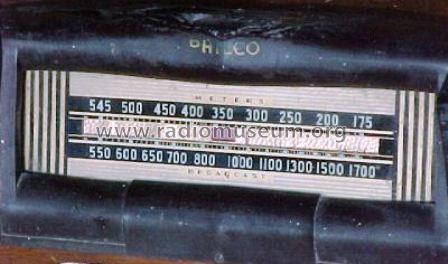 PHILCO
METERS
545 500 450 400 350 300 250 200 175
www.radiomuseum.org
550 600 650 700 800 1000 1100 1300 1500 1700
BROADCAST